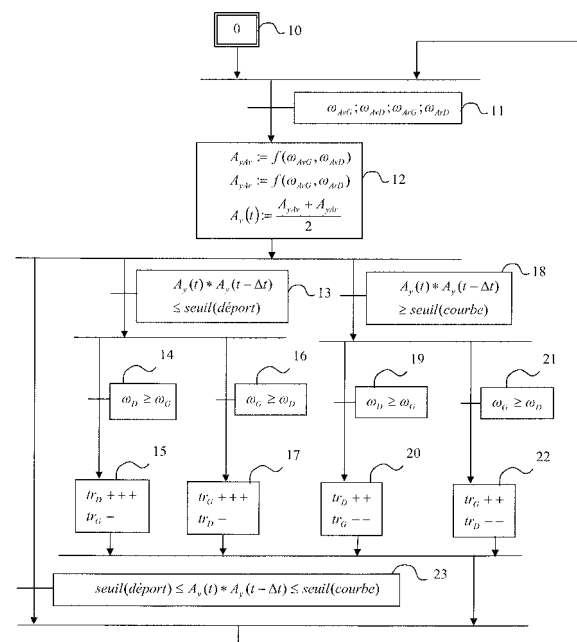 0
10
ω_AvG ; ω_AvD ; ω_AvG ; ω_ArD
11
A_yAv := f(ω_AvG, ω_AvD)
A_yAr := f(ω_AvG, ω_ArD)
A_y(t) := (A_yAv + A_yAr) / 2
12
A_y(t) * A_y(t − Δt)
≤ seuil(déport)
13
A_y(t) * A_y(t − Δt)
≥ seuil(courbe)
18
14
ω_D ≥ ω_G
16
ω_G ≥ ω_D
19
ω_D ≥ ω_G
21
ω_G ≥ ω_D
15
tr_D +++
tr_G −
17
tr_G +++
tr_D −
20
tr_D ++
tr_G −−
22
tr_G ++
tr_D −−
seuil(déport) ≤ A_y(t) * A_y(t − Δt) ≤ seuil(courbe)
23